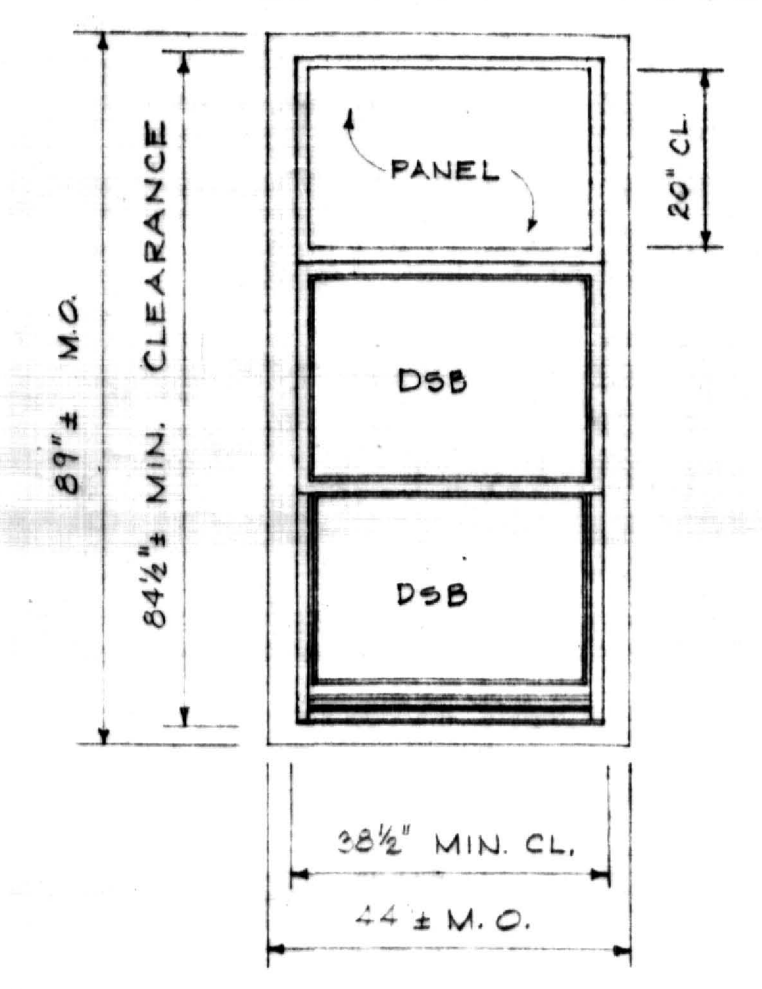 PANEL
20" CL.
89"± M.O.
84½"± MIN. CLEARANCE
DSB
DSB
38½" MIN. CL.
44 ± M.O.